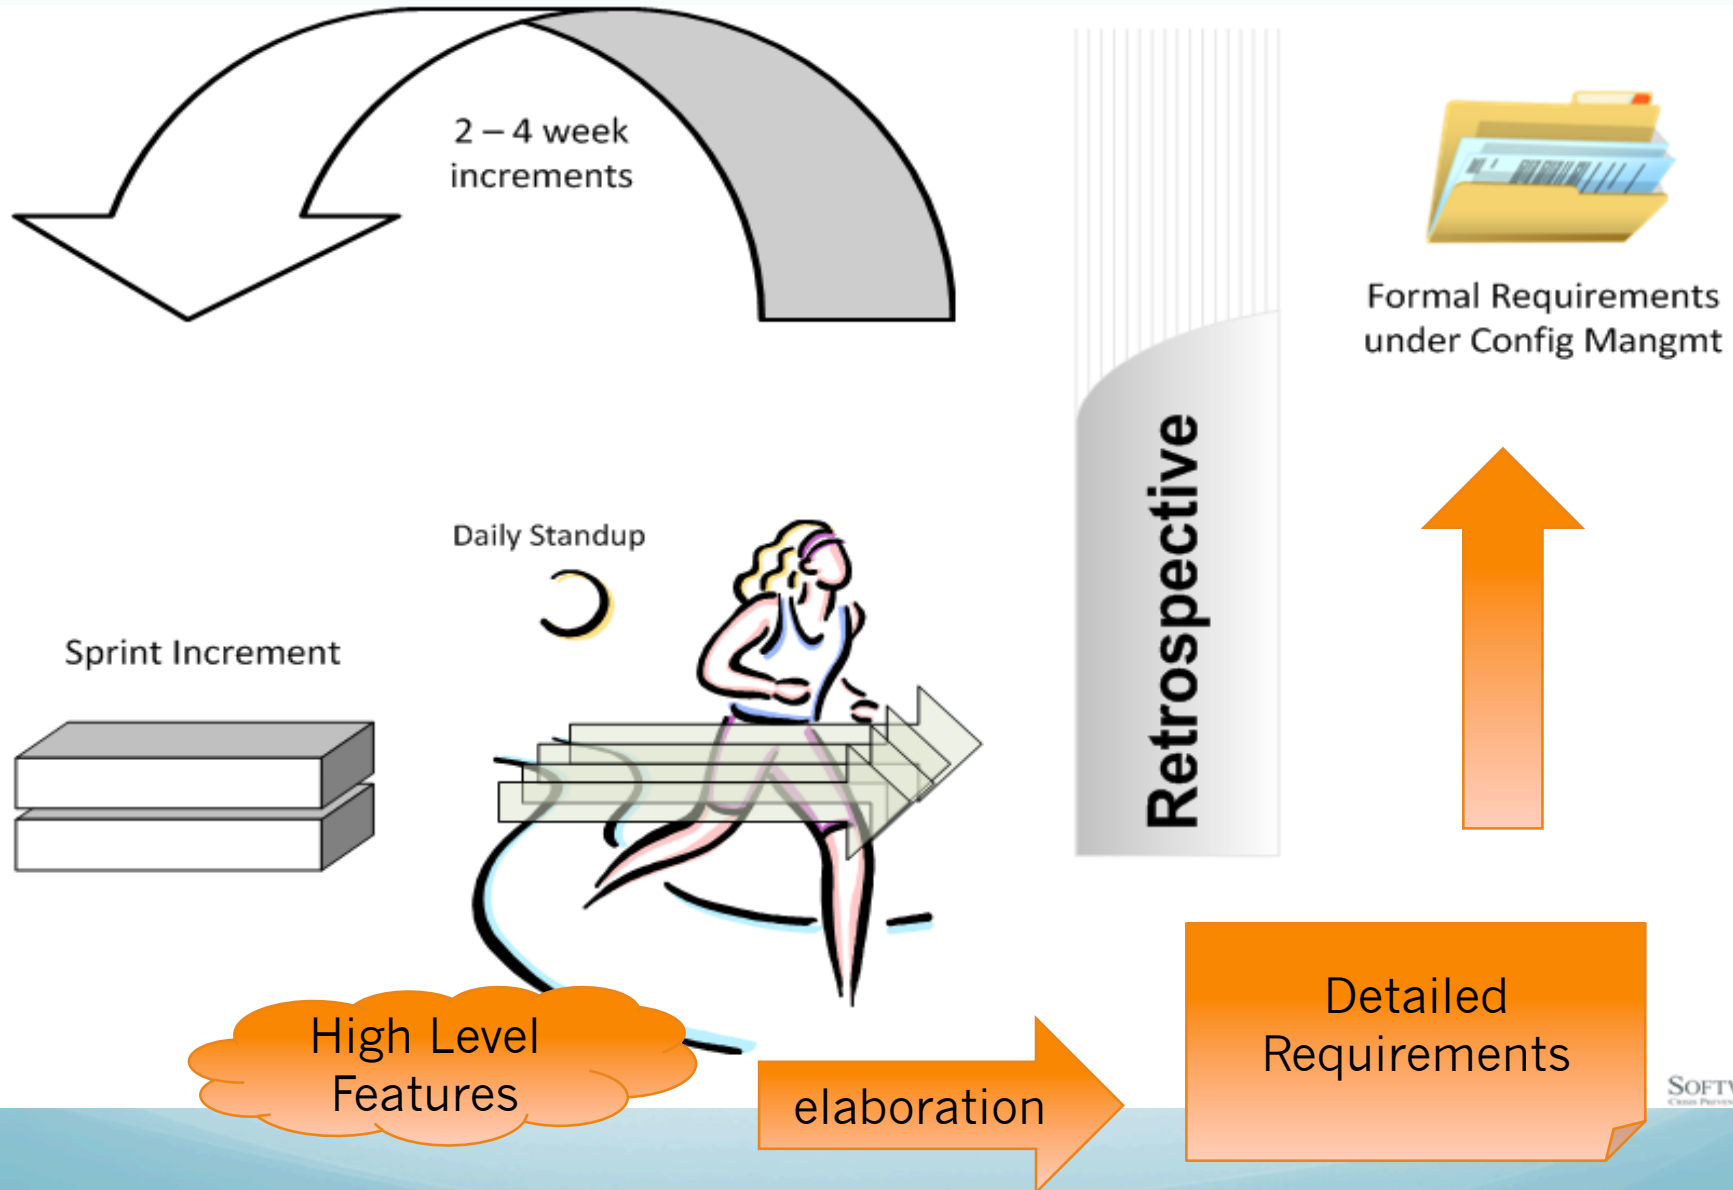 2 – 4 week
increments
Formal Requirements
under Config Mangmt
Retrospective
Daily Standup
Sprint Increment
High Level
Features
elaboration
Detailed
Requirements